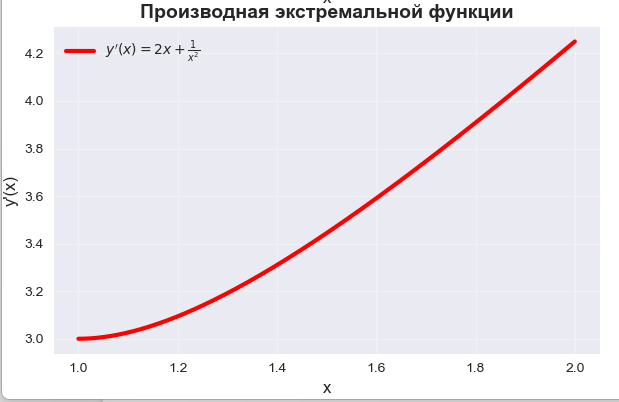 x
Производная экстремальной функции
y′(x) = 2x + 1/x²
4.2
4.0
3.8
3.6
3.4
3.2
3.0
y'(x)
1.0 1.2 1.4 1.6 1.8 2.0
x